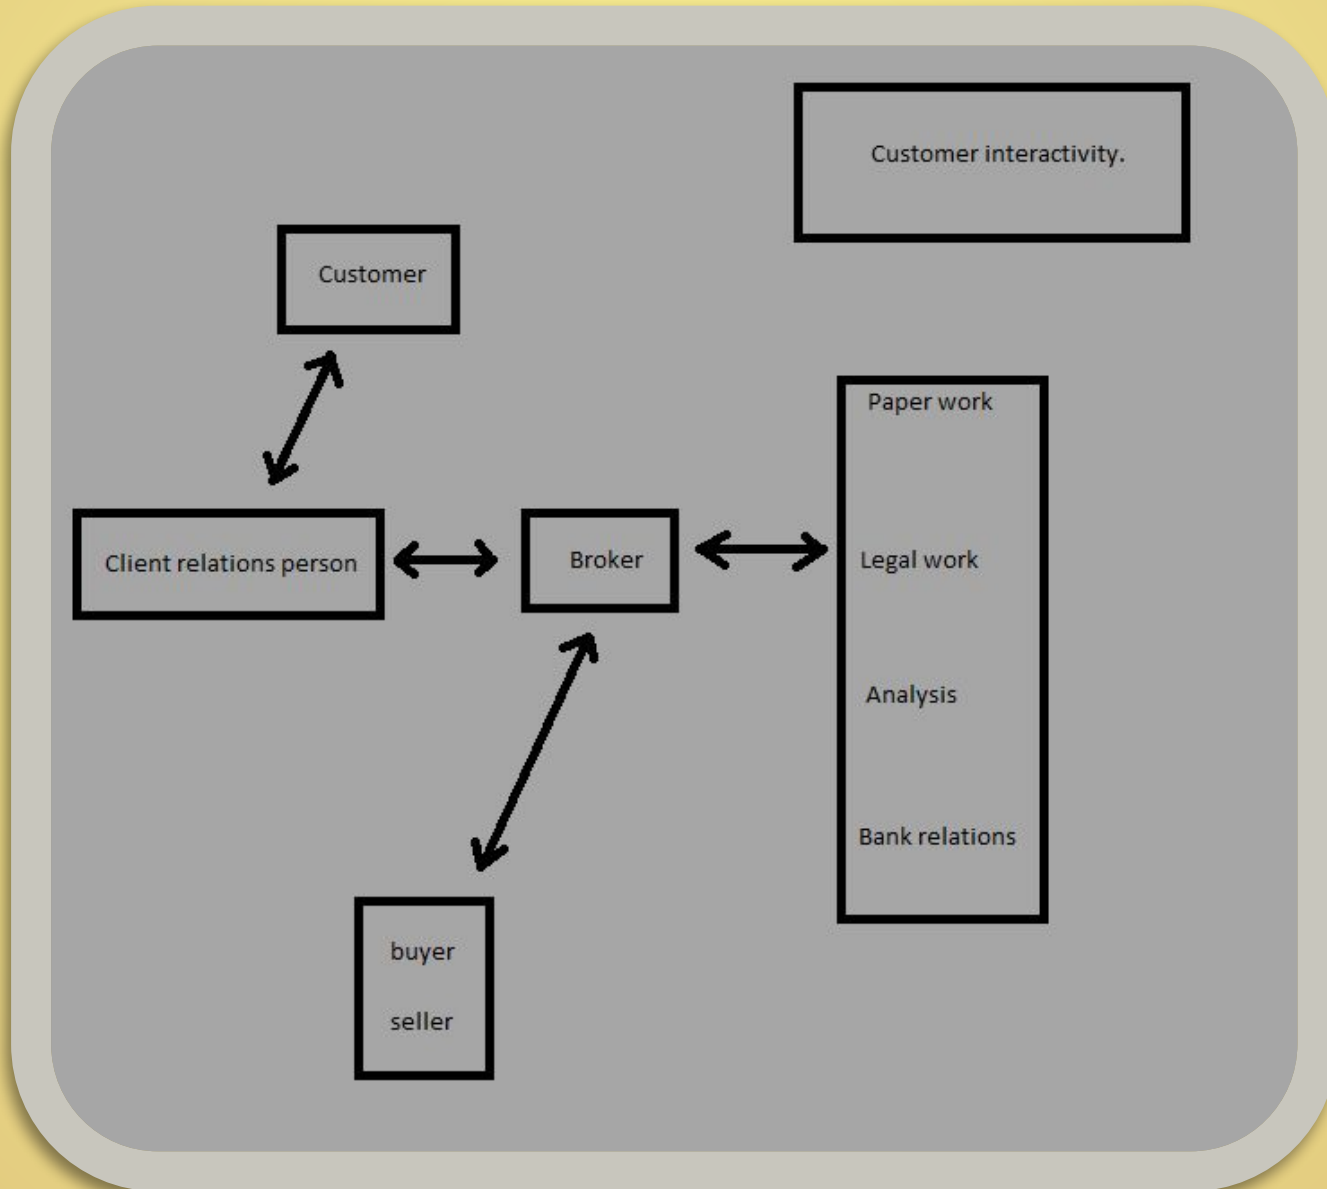 Customer interactivity.
Customer
Client relations person
Broker
Paper work
Legal work
Analysis
Bank relations
buyer
seller